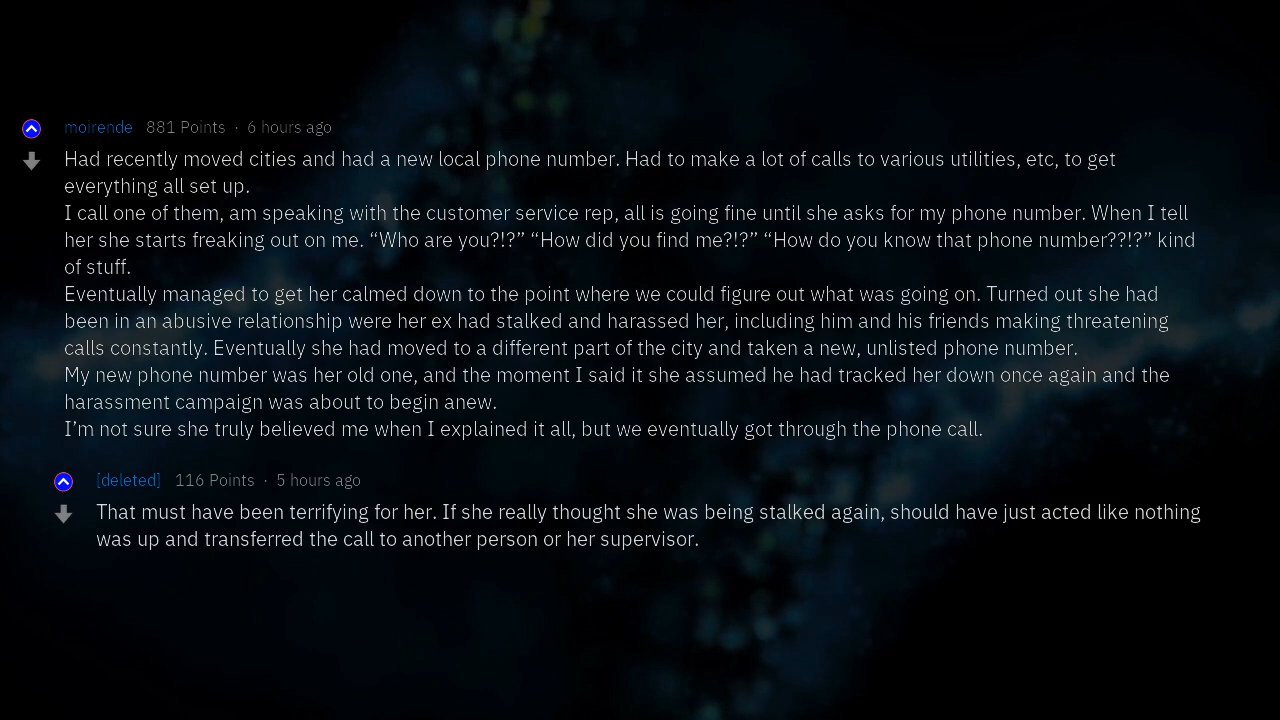 moirende 881 Points · 6 hours ago
Had recently moved cities and had a new local phone number. Had to make a lot of calls to various utilities, etc, to get
everything all set up.
I call one of them, am speaking with the customer service rep, all is going fine until she asks for my phone number. When I tell
her she starts freaking out on me. “Who are you?!?” “How did you find me?!?” “How do you know that phone number??!?” kind
of stuff.
Eventually managed to get her calmed down to the point where we could figure out what was going on. Turned out she had
been in an abusive relationship were her ex had stalked and harassed her, including him and his friends making threatening
calls constantly. Eventually she had moved to a different part of the city and taken a new, unlisted phone number.
My new phone number was her old one, and the moment I said it she assumed he had tracked her down once again and the
harassment campaign was about to begin anew.
I’m not sure she truly believed me when I explained it all, but we eventually got through the phone call.
[deleted] 116 Points · 5 hours ago
That must have been terrifying for her. If she really thought she was being stalked again, should have just acted like nothing
was up and transferred the call to another person or her supervisor.